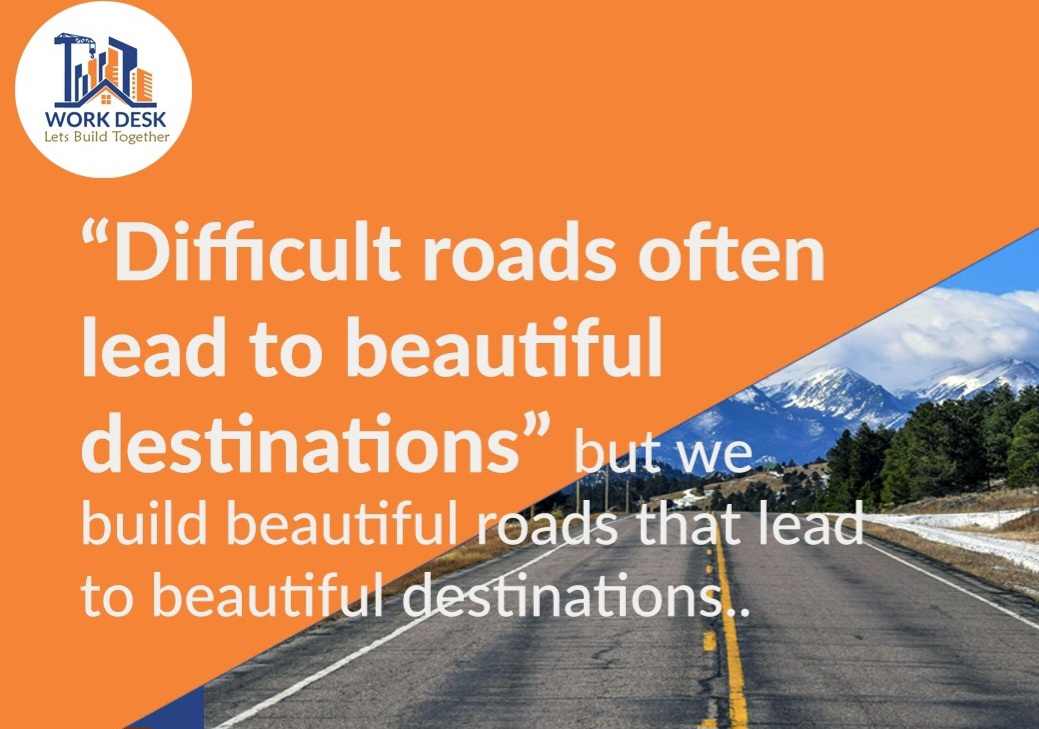 WORK DESK
Lets Build Together
“Difficult roads often
lead to beautiful
destinations” but we
build beautiful roads that lead
to beautiful destinations..